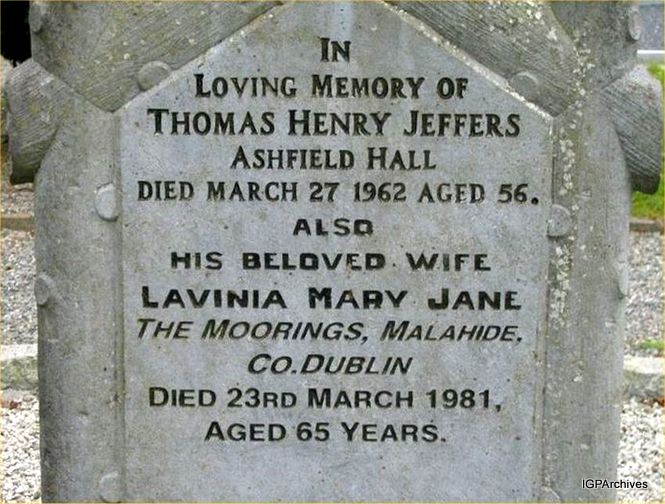 IN
LOVING MEMORY OF
THOMAS HENRY JEFFERS
ASHFIELD HALL
DIED MARCH 27 1962 AGED 56.
ALSO
HIS BELOVED WIFE
LAVINIA MARY JANE
THE MOORINGS, MALAHIDE,
CO. DUBLIN
DIED 23RD MARCH 1981,
AGED 65 YEARS.
IGPArchives